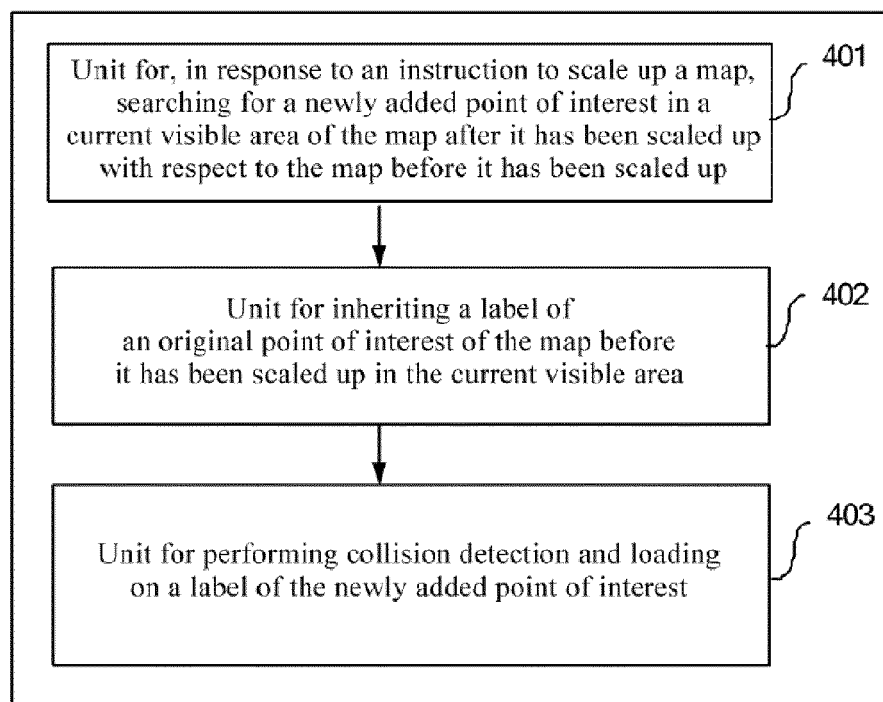 Unit for, in response to an instruction to scale up a map,
searching for a newly added point of interest in a
current visible area of the map after it has been scaled up
with respect to the map before it has been scaled up
401
Unit for inheriting a label of
an original point of interest of the map before
it has been scaled up in the current visible area
402
Unit for performing collision detection and loading
on a label of the newly added point of interest
403